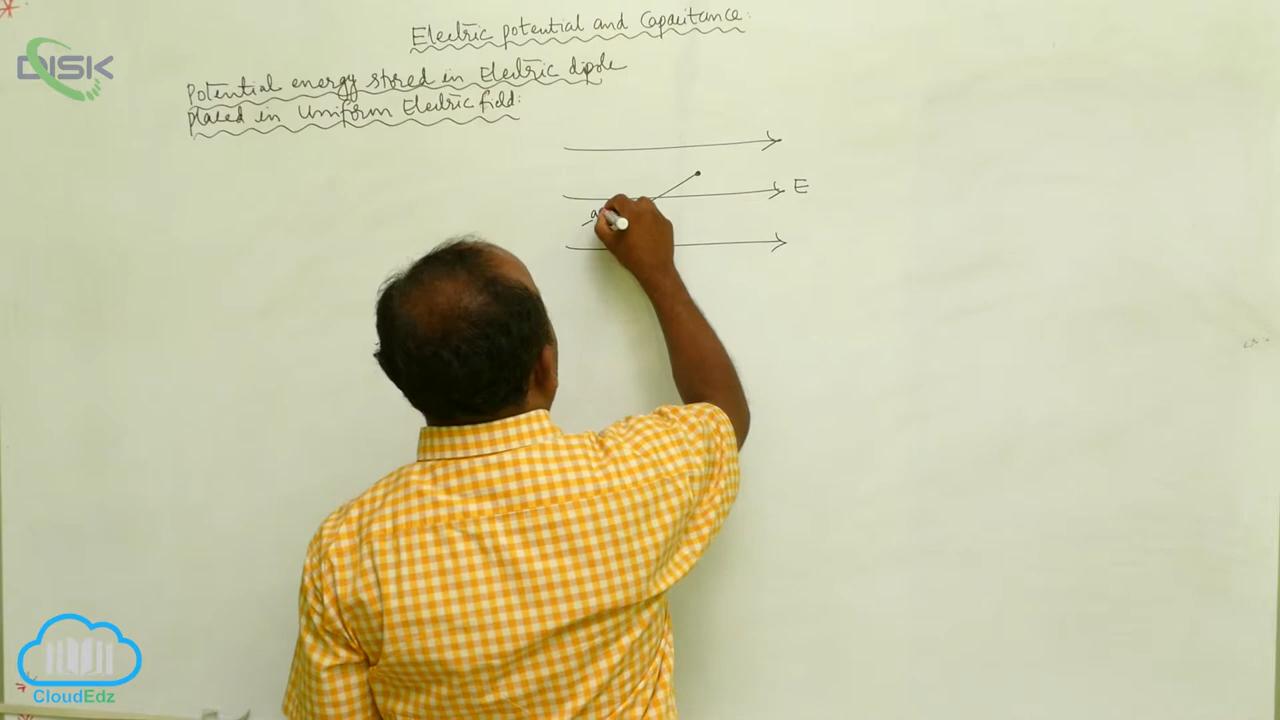 Electric potential and Capacitance:
DISK
Potential energy stored in Electric dipole
placed in Uniform Electric field:
E
CloudEdz